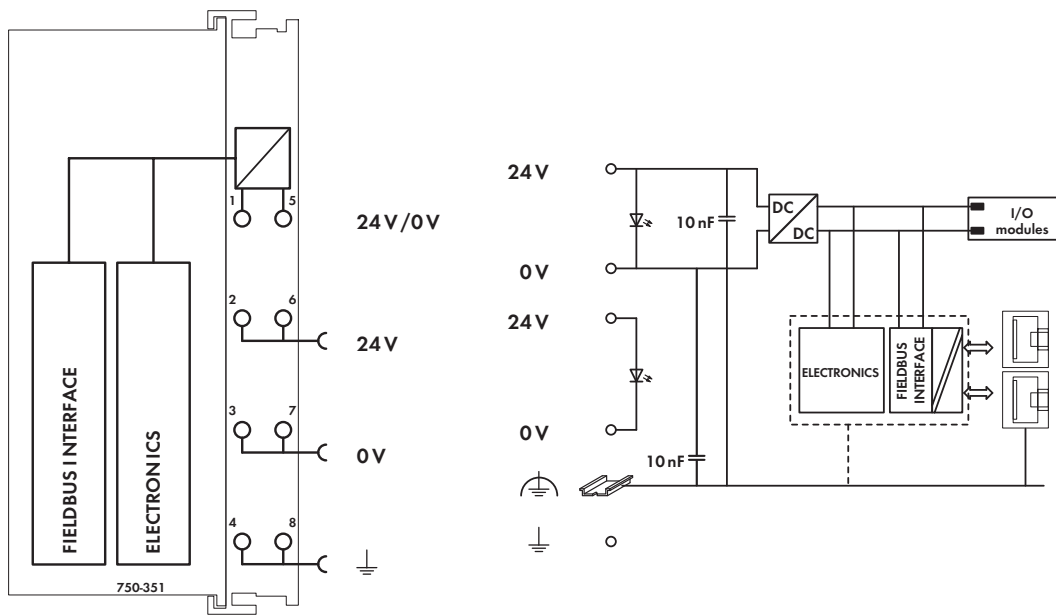 FIELDBUS INTERFACE
ELECTRONICS
750-351
1 5
24V/0V
2 6
24V
3 7
0V
4 8
24V
0V
24V
0V
10nF
10nF
DC
DC
I/O
modules
ELECTRONICS
FIELDBUS
INTERFACE